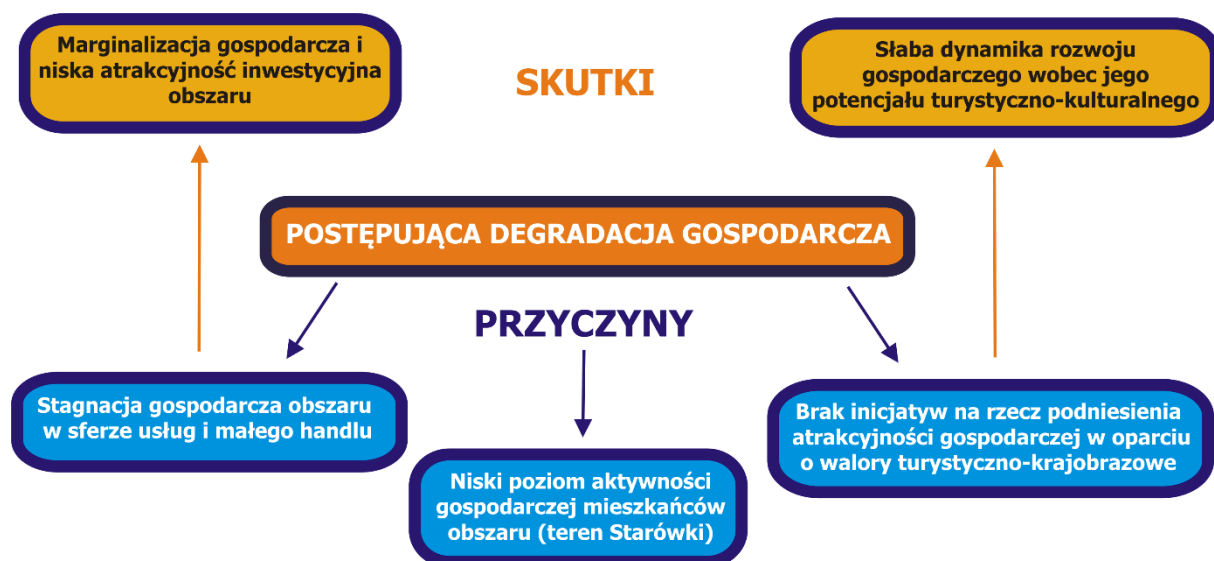 Marginalizacja gospodarcza i
niska atrakcyjność inwestycyjna
obszaru
SKUTKI
Słaba dynamika rozwoju
gospodarczego wobec jego
potencjału turystyczno-kulturalnego
POSTĘPUJĄCA DEGRADACJA GOSPODARCZA
PRZYCZYNY
Stagnacja gospodarcza obszaru
w sferze usług i małego handlu
Niski poziom aktywności
gospodarczej mieszkańców
obszaru (teren Starówki)
Brak inicjatyw na rzecz podniesienia
atrakcyjności gospodarczej w oparciu
o walory turystyczno-krajobrazowe